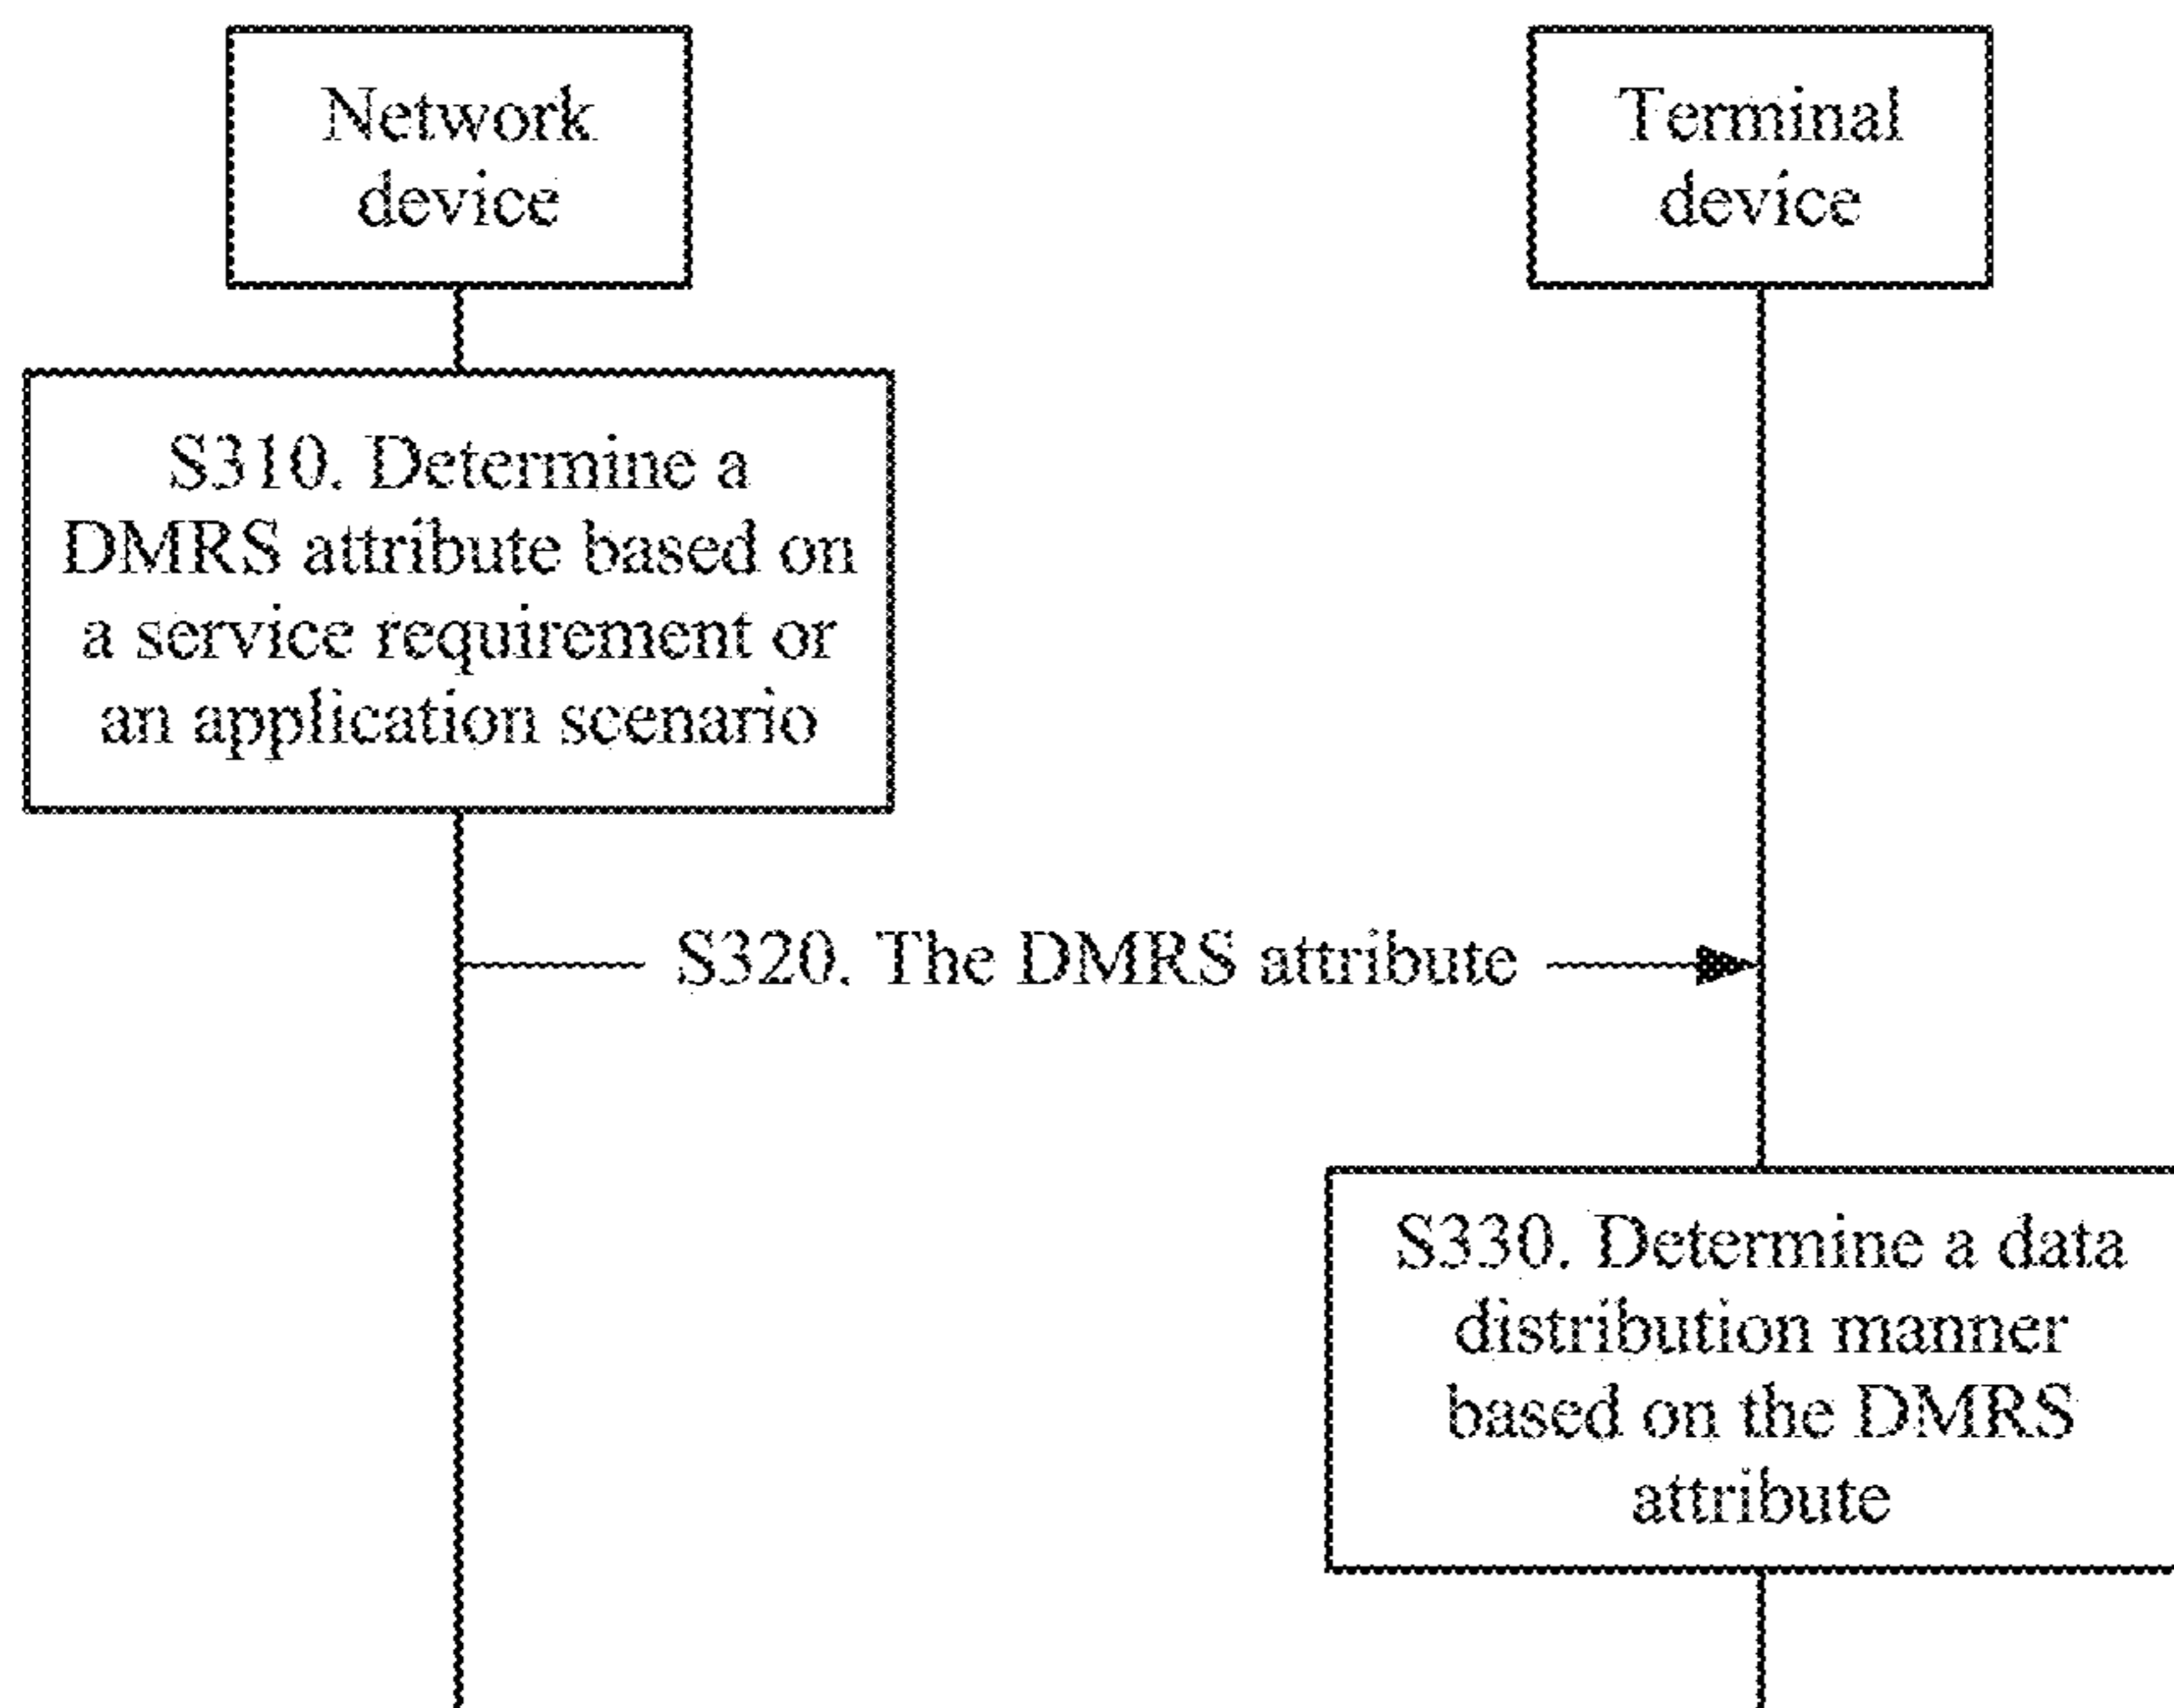 Network
device
Terminal
device
S310. Determine a
DMRS attribute based on
a service requirement or
an application scenario
S320. The DMRS attribute
S330. Determine a data
distribution manner
based on the DMRS
attribute